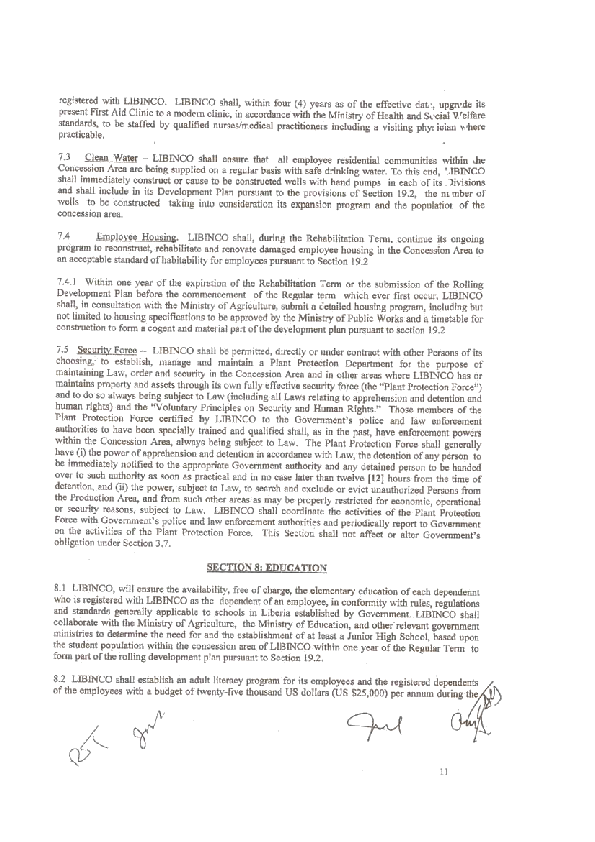 registered with LIBINCO. LIBINCO shall, within four (4) years as of the effective date, upgrade its
present First Aid Clinic to a modern clinic, in accordance with the Ministry of Health and Social Welfare
standards, to be staffed by qualified nurses/medical practitioners including a visiting physician where
practicable.
7.3 Clean Water – LIBINCO shall ensure that all employee residential communities within the
Concession Area are being supplied on a regular basis with safe drinking water. To this end, LIBINCO
shall immediately construct or cause to be constructed wells with hand pumps in each of its Divisions
and shall include in its Development Plan pursuant to the provisions of Section 19.2, the number of
wells to be constructed taking into consideration its expansion program and the population of the
concession area.
7.4 Employee Housing. LIBINCO shall, during the Rehabilitation Term, continue its ongoing
program to reconstruct, rehabilitate and renovate damaged employee housing in the Concession Area to
an acceptable standard of habitability for employees pursuant to Section 19.2
7.4.1 Within one year of the expiration of the Rehabilitation Term or the submission of the Rolling
Development Plan before the commencement of the Regular term which ever first occur, LIBINCO
shall, in consultation with the Ministry of Agriculture, submit a detailed housing program, including but
not limited to housing specifications to be approved by the Ministry of Public Works and a timetable for
construction to form a cogent and material part of the development plan pursuant to section 19.2
7.5 Security Force – LIBINCO shall be permitted, directly or under contract with other Persons of its
choosing, to establish, manage and maintain a Plant Protection Department for the purpose of
maintaining Law, order and security in the Concession Area and in other areas where LIBINCO has or
maintains property and assets through its own fully effective security force (the "Plant Protection Force")
and to do so always being subject to Law (including all Laws relating to apprehension and detention and
human rights) and the "Voluntary Principles on Security and Human Rights." Those members of the
Plant Protection Force certified by LIBINCO to the Government's police and law enforcement
authorities to have been specially trained and qualified shall, as in the past, have enforcement powers
within the Concession Area, always being subject to Law. The Plant Protection Force shall generally
have (i) the power of apprehension and detention in accordance with Law, the detention of any person to
be immediately notified to the appropriate Government authority and any detained person to be handed
over to such authority as soon as practical and in no case later than twelve [12] hours from the time of
detention, and (ii) the power, subject to Law, to search and exclude or evict unauthorized Persons from
the Production Area, and from such other areas as may be properly restricted for economic, operational
or security reasons, subject to Law. LIBINCO shall coordinate the activities of the Plant Protection
Force with Government's police and law enforcement authorities and periodically report to Government
on the activities of the Plant Protection Force. This Section shall not affect or alter Government's
obligation under Section 3.7.
SECTION 8: EDUCATION
8.1 LIBINCO, will ensure the availability, free of charge, the elementary education of each dependennt
who is registered with LIBINCO as the dependent of an employee, in conformity with rules, regulations
and standards generally applicable to schools in Liberia established by Government. LIBINCO shall
collaborate with the Ministry of Agriculture, the Ministry of Education, and other relevant government
ministries to determine the need for and the establishment of at least a Junior High School, based upon
the student population within the concession area of LIBINCO within one year of the Regular Term to
form part of the rolling development plan pursuant to Section 19.2.
8.2 LIBINCO shall establish an adult literacy program for its employees and the registered dependents
of the employees with a budget of twenty-five thousand US dollars (US $25,000) per annum during the
11